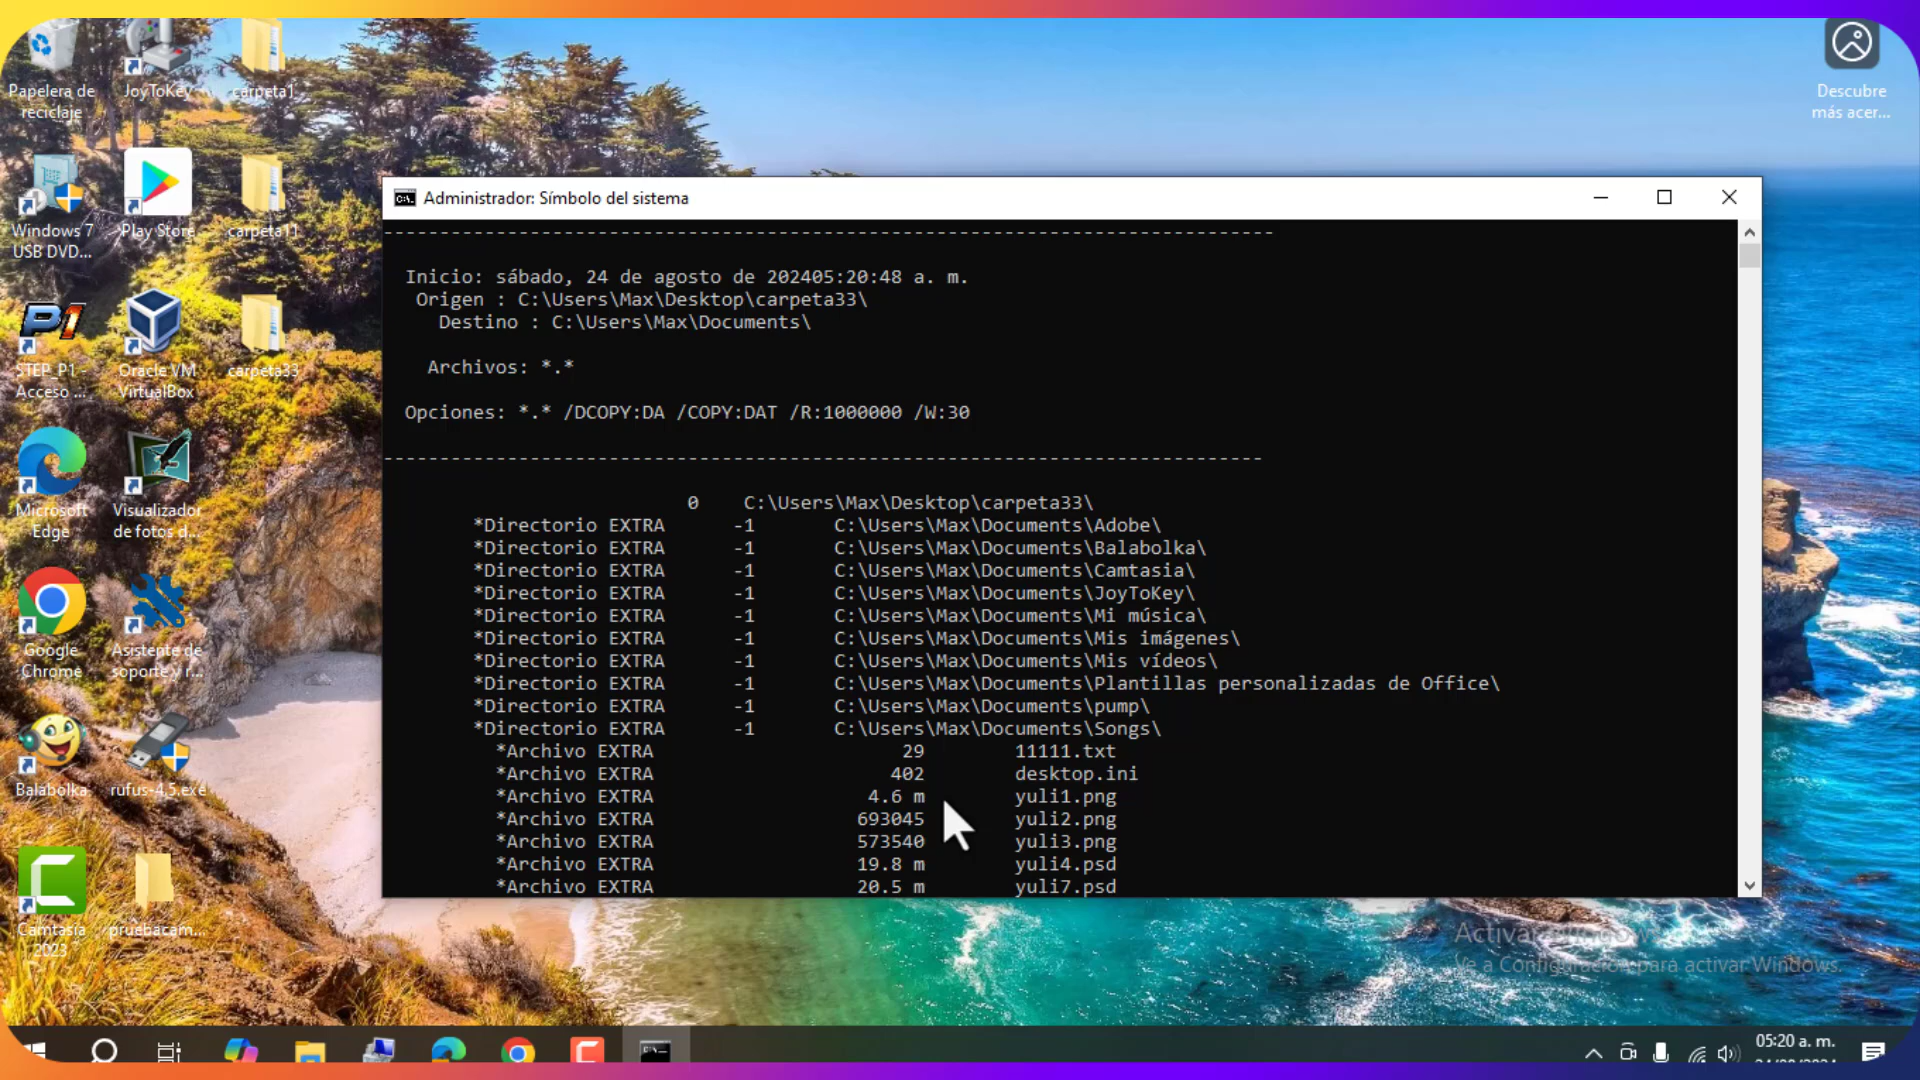 Papelera de
reciclaje
JoyToKey
carpeta1
Descubre
más acer...
Windows 7
USB DVD...
Play Store
carpeta11
STEP_P1 -
Acceso ...
Oracle VM
VirtualBox
carpeta33
Microsoft
Edge
Visualizador
de fotos d...
Google
Chrome
Asistente de
soporte y r...
Balabolka
rufus-4,5.exe
Camtasia
2023
pruebacam...
Administrador: Símbolo del sistema
-------------------------------------------------------------------------------
Inicio: sábado, 24 de agosto de 202405:20:48 a. m.
Origen : C:\Users\Max\Desktop\carpeta33\
Destino : C:\Users\Max\Documents\
Archivos: *.*
Opciones: *.* /DCOPY:DA /COPY:DAT /R:1000000 /W:30
------------------------------------------------------------------------------
0 C:\Users\Max\Desktop\carpeta33\
*Directorio EXTRA -1 C:\Users\Max\Documents\Adobe\
*Directorio EXTRA -1 C:\Users\Max\Documents\Balabolka\
*Directorio EXTRA -1 C:\Users\Max\Documents\Camtasia\
*Directorio EXTRA -1 C:\Users\Max\Documents\JoyToKey\
*Directorio EXTRA -1 C:\Users\Max\Documents\Mi música\
*Directorio EXTRA -1 C:\Users\Max\Documents\Mis imágenes\
*Directorio EXTRA -1 C:\Users\Max\Documents\Mis vídeos\
*Directorio EXTRA -1 C:\Users\Max\Documents\Plantillas personalizadas de Office\
*Directorio EXTRA -1 C:\Users\Max\Documents\pump\
*Directorio EXTRA -1 C:\Users\Max\Documents\Songs\
*Archivo EXTRA 29 11111.txt
*Archivo EXTRA 402 desktop.ini
*Archivo EXTRA 4.6 m yuli1.png
*Archivo EXTRA 693045 yuli2.png
*Archivo EXTRA 573540 yuli3.png
*Archivo EXTRA 19.8 m yuli4.psd
*Archivo EXTRA 20.5 m yuli7.psd
Activar Windows
Ve a Configuración para activar Windows.
05:20 a. m.